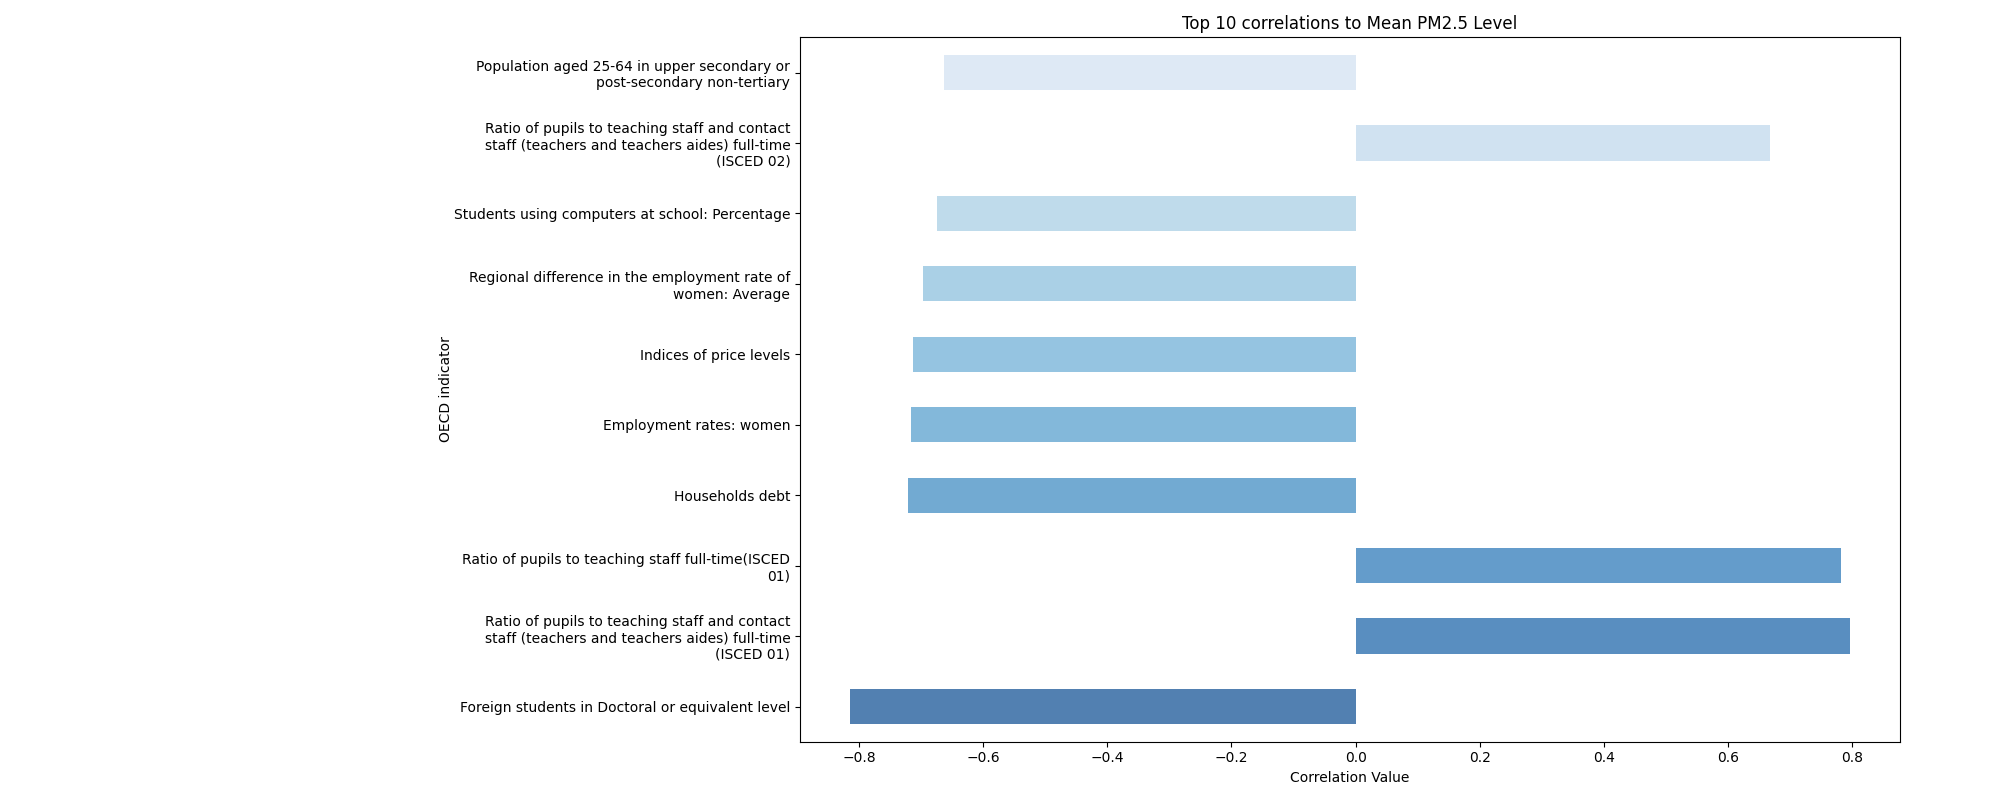 Top 10 correlations to Mean PM2.5 Level
Population aged 25-64 in upper secondary or
post-secondary non-tertiary
Ratio of pupils to teaching staff and contact
staff (teachers and teachers aides) full-time
(ISCED 02)
Students using computers at school: Percentage
Regional difference in the employment rate of
women: Average
Indices of price levels
Employment rates: women
Households debt
Ratio of pupils to teaching staff full-time(ISCED
01)
Ratio of pupils to teaching staff and contact
staff (teachers and teachers aides) full-time
(ISCED 01)
Foreign students in Doctoral or equivalent level
OECD indicator
−0.8 −0.6 −0.4 −0.2 0.0 0.2 0.4 0.6 0.8
Correlation Value